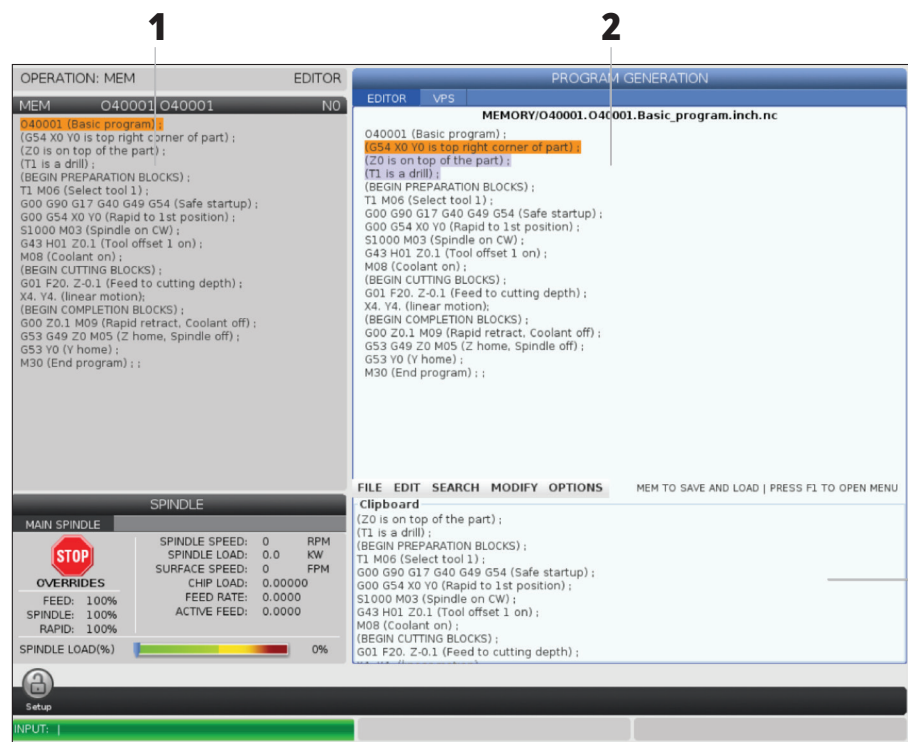 1
2
OPERATION: MEM EDITOR
MEM O40001 O40001 N0
O40001 (Basic program) ;
(G54 X0 Y0 is top right corner of part) ;
(Z0 is on top of the part) ;
(T1 is a drill) ;
(BEGIN PREPARATION BLOCKS) ;
T1 M06 (Select tool 1) ;
G00 G90 G17 G40 G49 G54 (Safe startup) ;
G00 G54 X0 Y0 (Rapid to 1st position) ;
S1000 M03 (Spindle on CW) ;
G43 H01 Z0.1 (Tool offset 1 on) ;
M08 (Coolant on) ;
(BEGIN CUTTING BLOCKS) ;
G01 F20. Z-0.1 (Feed to cutting depth) ;
X4. Y4. (linear motion);
(BEGIN COMPLETION BLOCKS) ;
G00 Z0.1 M09 (Rapid retract, Coolant off) ;
G53 G49 Z0 M05 (Z home, Spindle off) ;
G53 Y0 (Y home) ;
M30 (End program) ; ;
PROGRAM GENERATION
EDITOR VPS
MEMORY/O40001.O40001.Basic_program.inch.nc
O40001 (Basic program) ;
(G54 X0 Y0 is top right corner of part) ;
(Z0 is on top of the part) ;
(T1 is a drill) ;
(BEGIN PREPARATION BLOCKS) ;
T1 M06 (Select tool 1) ;
G00 G90 G17 G40 G49 G54 (Safe startup) ;
G00 G54 X0 Y0 (Rapid to 1st position) ;
S1000 M03 (Spindle on CW) ;
G43 H01 Z0.1 (Tool offset 1 on) ;
M08 (Coolant on) ;
(BEGIN CUTTING BLOCKS) ;
G01 F20. Z-0.1 (Feed to cutting depth) ;
X4. Y4. (linear motion);
(BEGIN COMPLETION BLOCKS) ;
G00 Z0.1 M09 (Rapid retract, Coolant off) ;
G53 G49 Z0 M05 (Z home, Spindle off) ;
G53 Y0 (Y home) ;
M30 (End program) ; ;
FILE EDIT SEARCH MODIFY OPTIONS MEM TO SAVE AND LOAD | PRESS F1 TO OPEN MENU
Clipboard
(Z0 is on top of the part) ;
(T1 is a drill) ;
(BEGIN PREPARATION BLOCKS) ;
T1 M06 (Select tool 1) ;
G00 G90 G17 G40 G49 G54 (Safe startup) ;
G00 G54 X0 Y0 (Rapid to 1st position) ;
S1000 M03 (Spindle on CW) ;
G43 H01 Z0.1 (Tool offset 1 on) ;
M08 (Coolant on) ;
(BEGIN CUTTING BLOCKS) ;
G01 F20. Z-0.1 (Feed to cutting depth) ;
SPINDLE
MAIN SPINDLE
STOP
OVERRIDES
FEED: 100%
SPINDLE: 100%
RAPID: 100%
SPINDLE SPEED: 0 RPM
SPINDLE LOAD: 0.0 KW
SURFACE SPEED: 0 FPM
CHIP LOAD: 0.00000
FEED RATE: 0.0000
ACTIVE FEED: 0.0000
SPINDLE LOAD(%) 0%
Setup
INPUT: |